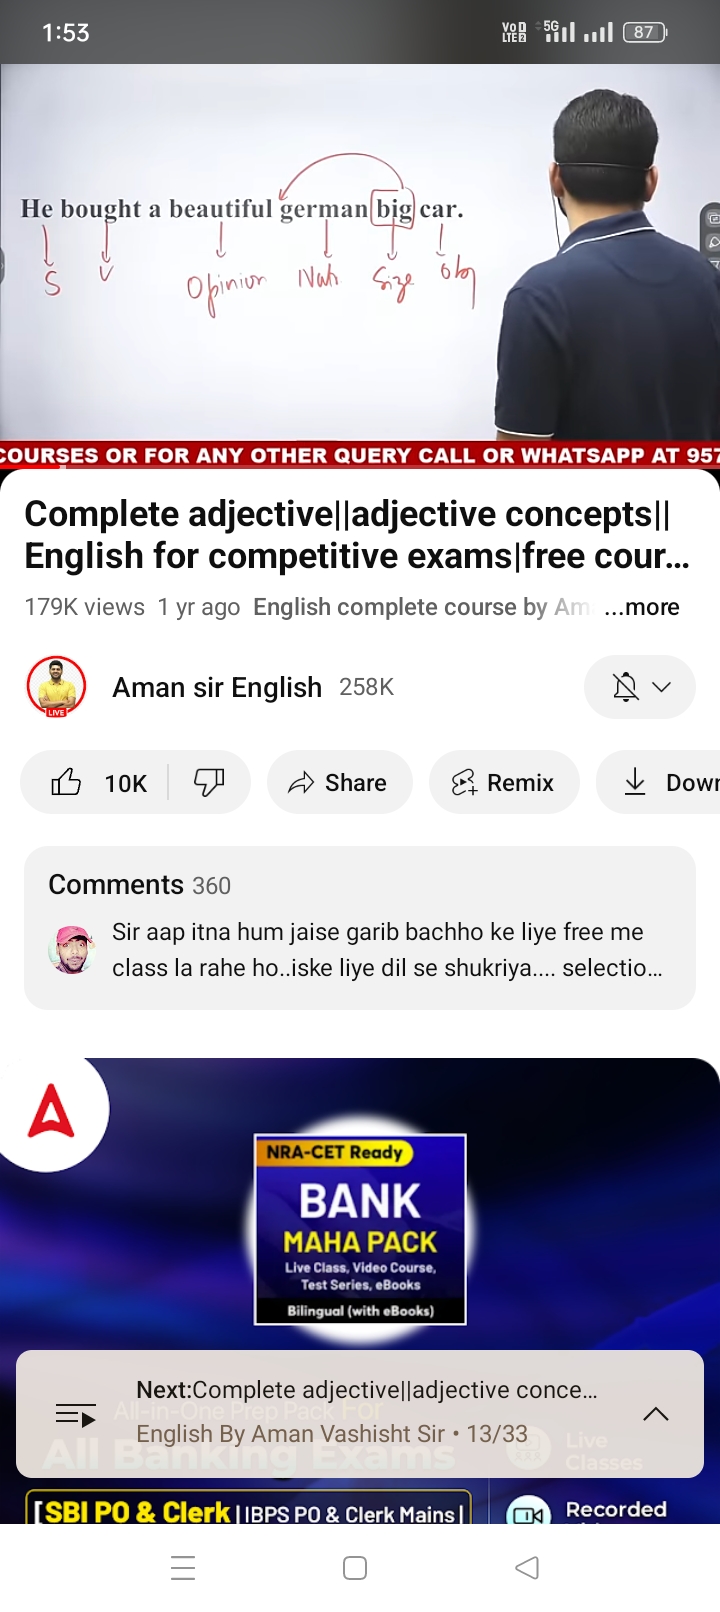 1:53
VoD LTE2 5G 87
He bought a beautiful german big car.
S V Opinion Nati Size Obj
COURSES OR FOR ANY OTHER QUERY CALL OR WHATSAPP AT 957
Complete adjective||adjective concepts||
English for competitive exams|free cour...
179K views 1 yr ago English complete course by Am ...more
LIVE
Aman sir English 258K
10K Share Remix Down
Comments 360
Sir aap itna hum jaise garib bachho ke liye free me
class la rahe ho..iske liye dil se shukriya.... selectio...
A
NRA-CET Ready
BANK
MAHA PACK
Live Class, Video Course,
Test Series, eBooks
Bilingual (with eBooks)
Next:Complete adjective||adjective conce...
All-in-One Prep Pack For
English By Aman Vashisht Sir • 13/33
All Banking Exams
Live
Classes
[SBI PO & Clerk | IBPS PO & Clerk Mains |
Recorded